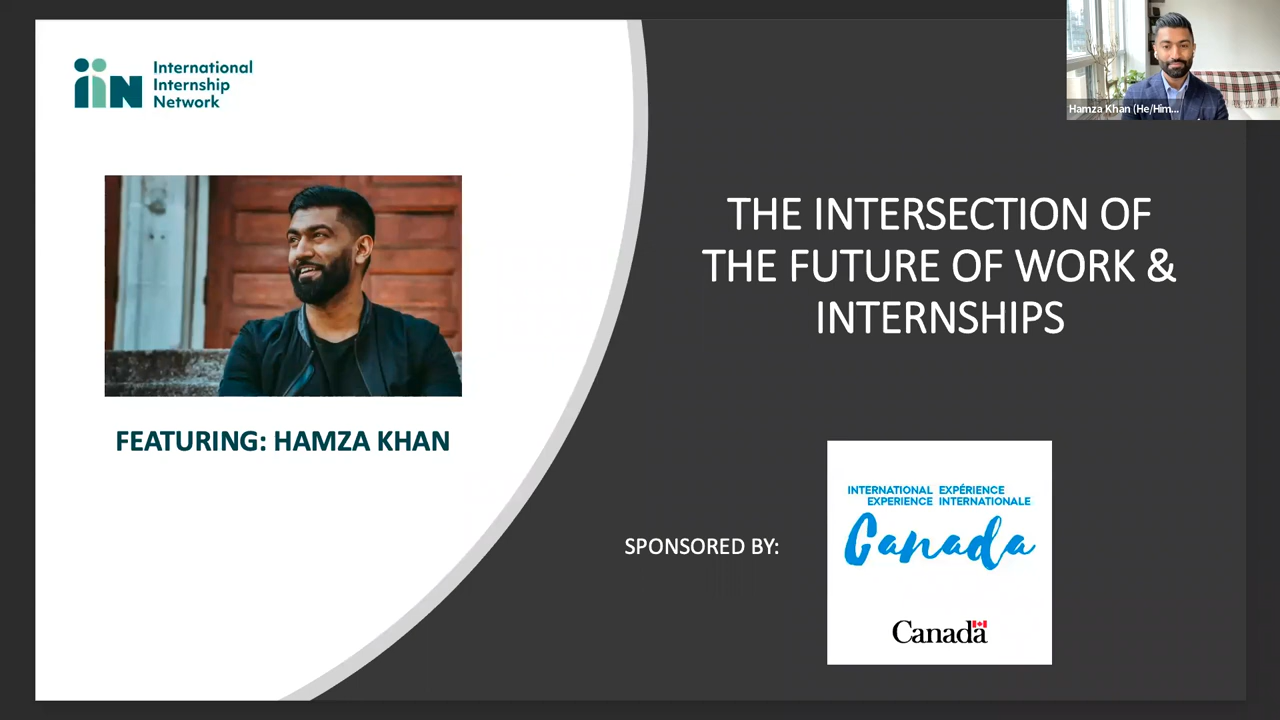 International
Internship
Network
iiN
Hamza Khan (He/Him...
THE INTERSECTION OF
THE FUTURE OF WORK &
INTERNSHIPS
FEATURING: HAMZA KHAN
INTERNATIONAL EXPÉRIENCE
EXPERIENCE INTERNATIONALE
Canada
SPONSORED BY:
Canada